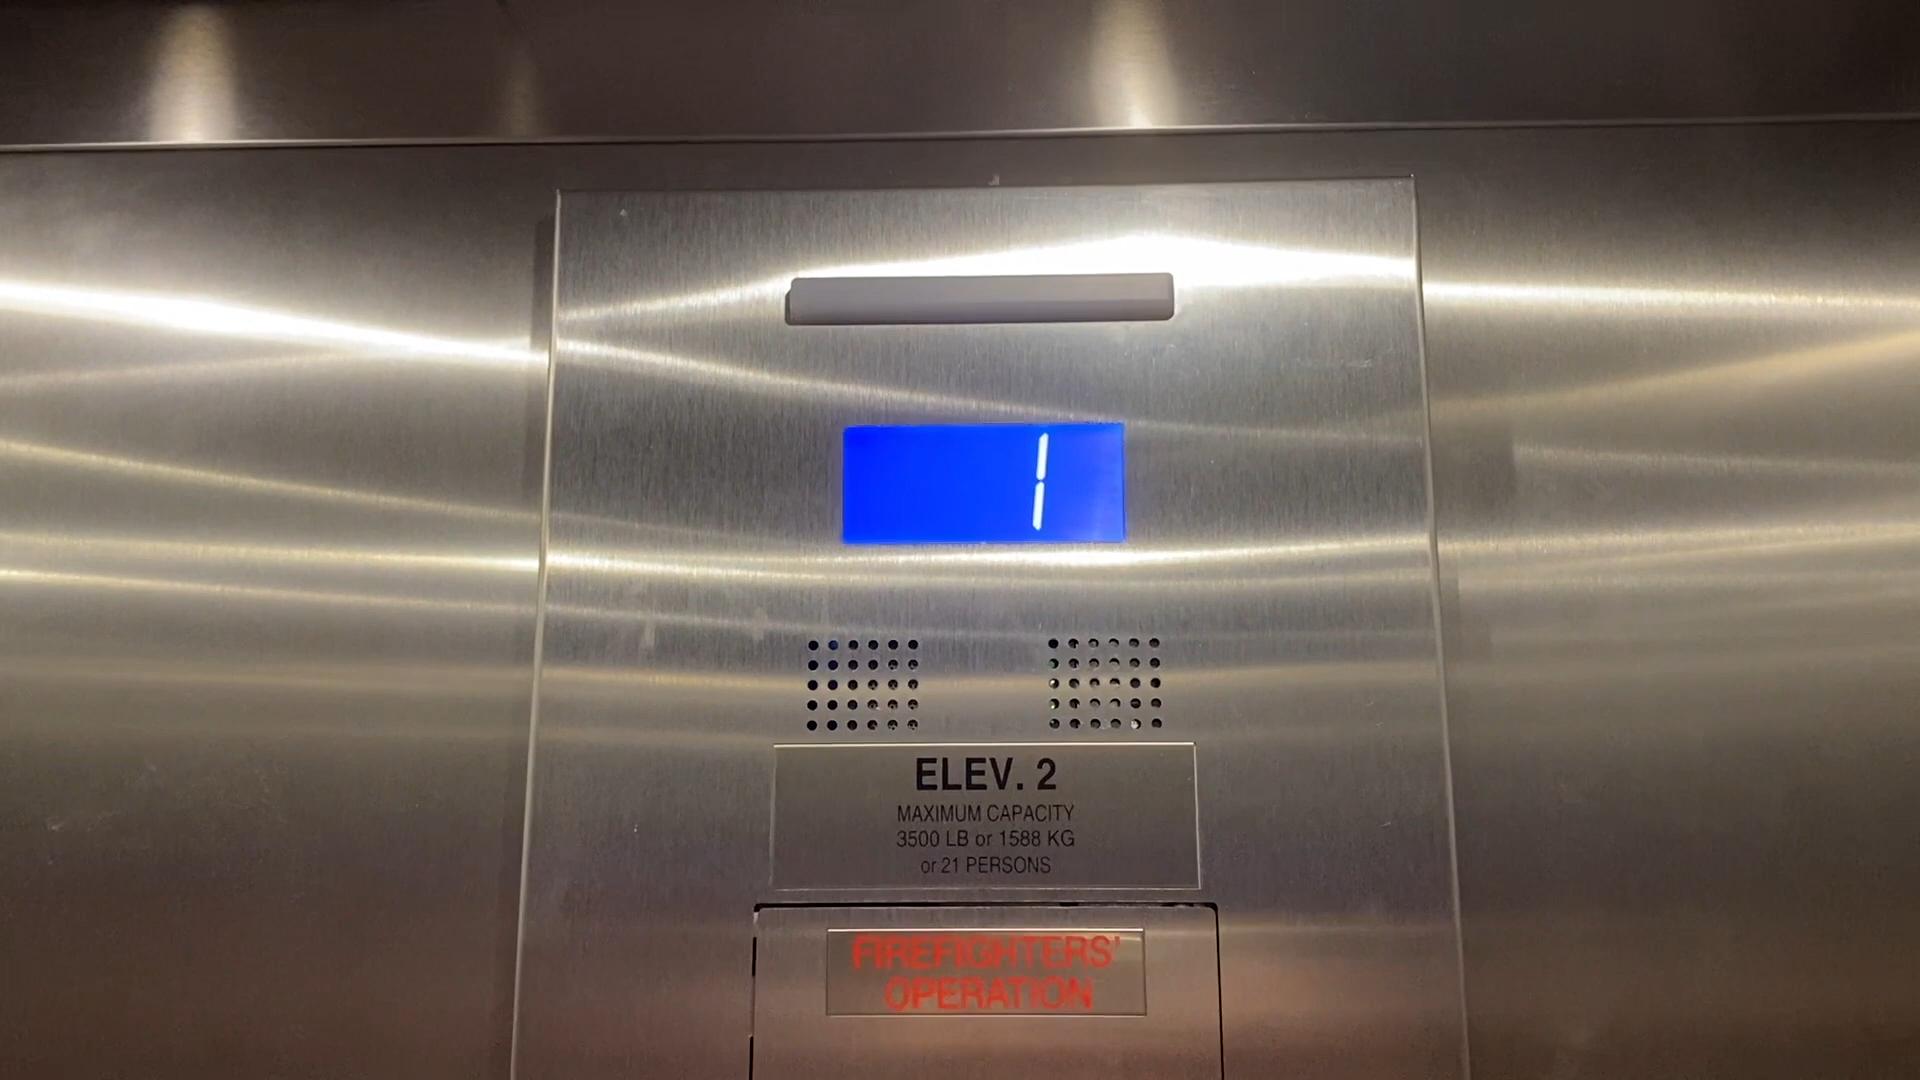 1
ELEV. 2
MAXIMUM CAPACITY
3500 LB or 1588 KG
or 21 PERSONS
FIREFIGHTERS'
OPERATION